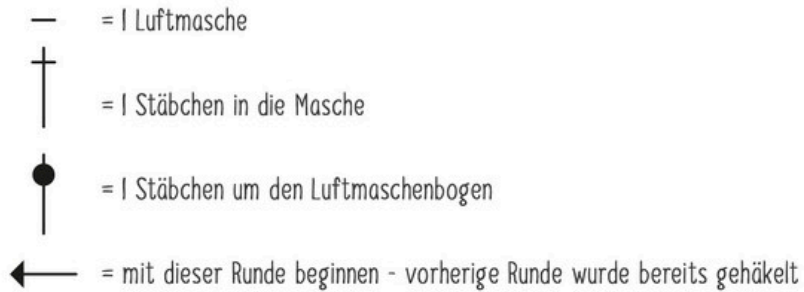 = 1 Luftmasche
= 1 Stäbchen in die Masche
= 1 Stäbchen um den Luftmaschenbogen
= mit dieser Runde beginnen - vorherige Runde wurde bereits gehäkelt